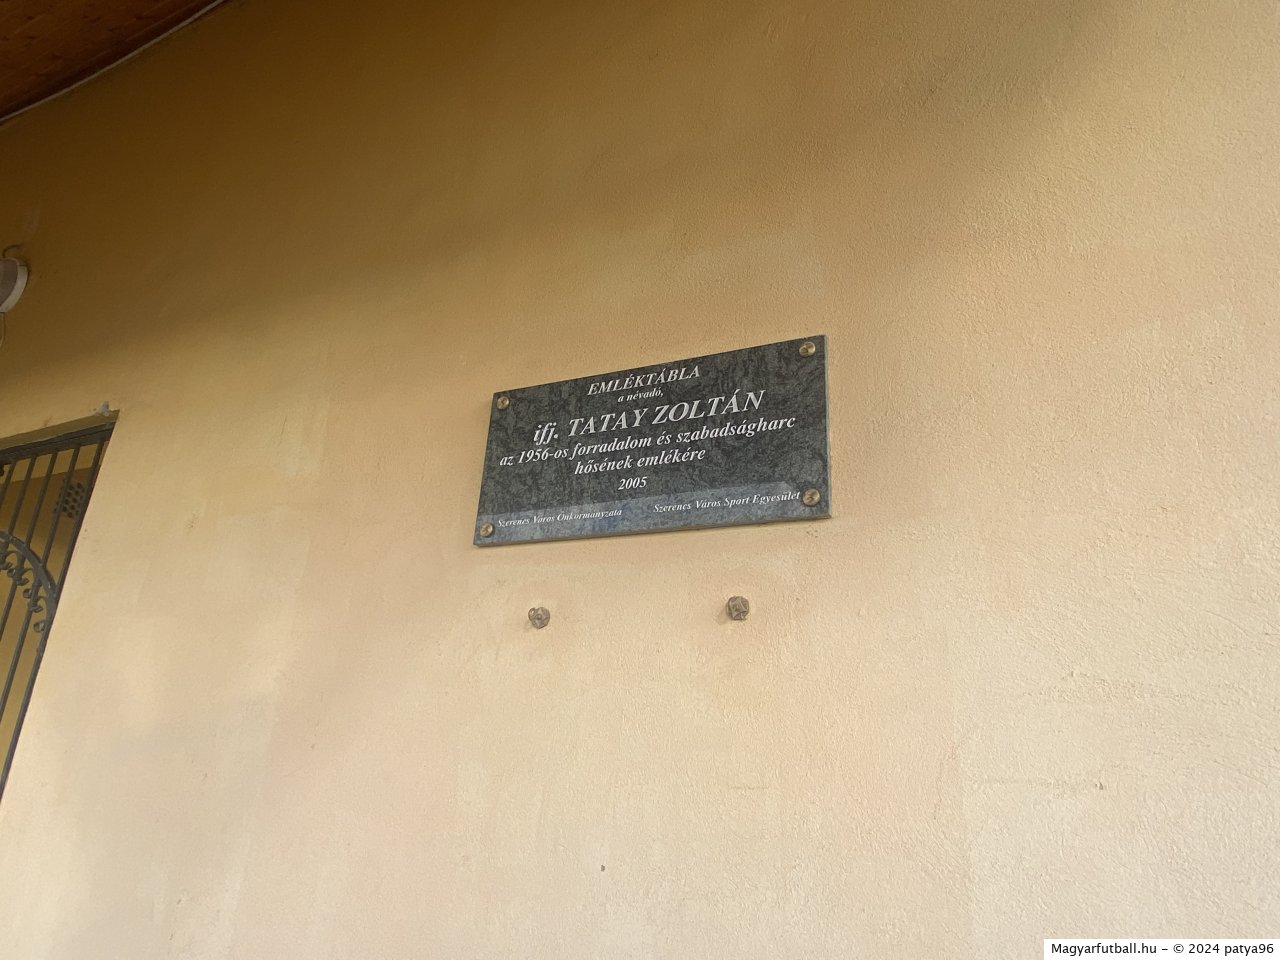 EMLÉKTÁBLA
a névadó,
ifj. TATAY ZOLTÁN
az 1956-os forradalom és szabadságharc
hősének emlékére
2005
Szerencs Város Önkormányzata Szerencs Város Sport Egyesület
Magyarfutball.hu - © 2024 patya96